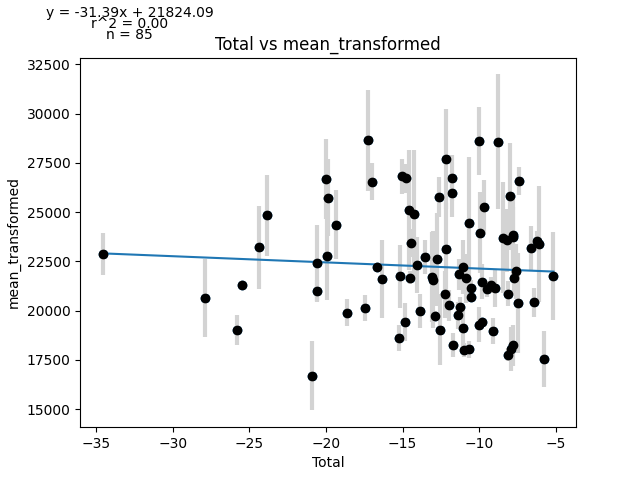 y = -31.39x + 21824.09
r^2 = 0.00
n = 85
Total vs mean_transformed
32500
30000
27500
25000
22500
20000
17500
15000
mean_transformed
−35
−30
−25
−20
−15
−10
−5
Total